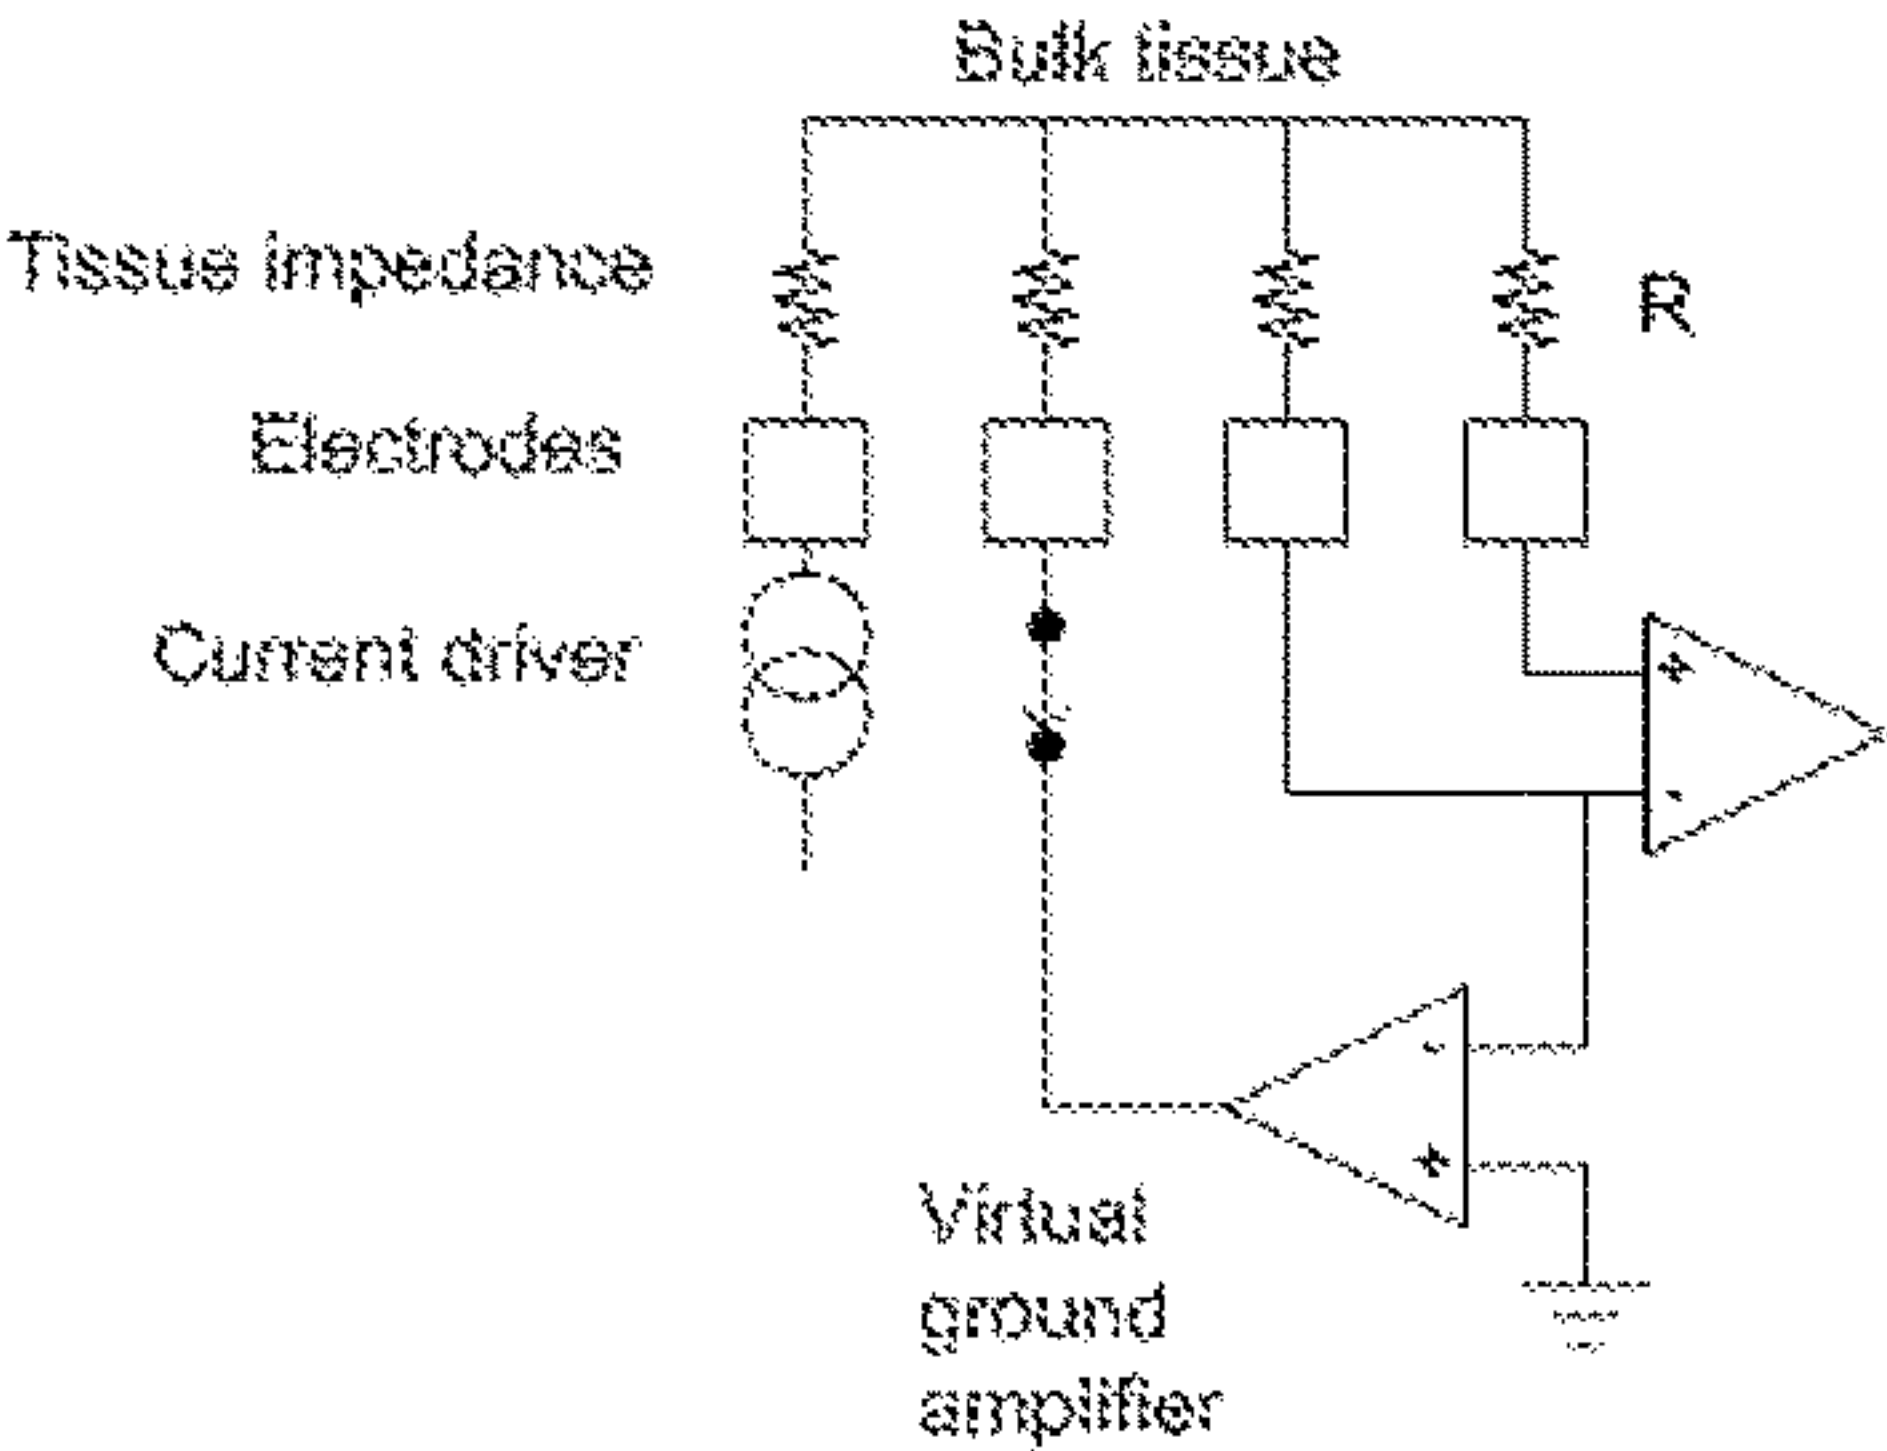 Bulk tissue
Tissue impedance
R
Electrodes
Current driver
+
-
-
+
Virtual
ground
amplifier